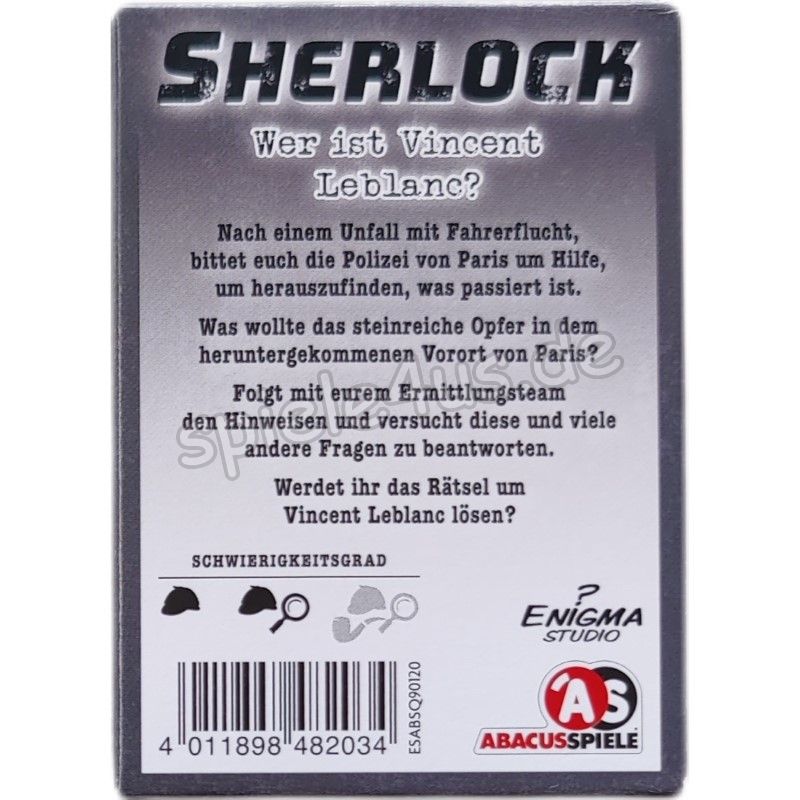 SHERLOCK
Wer ist Vincent
Leblanc?
Nach einem Unfall mit Fahrerflucht,
bittet euch die Polizei von Paris um Hilfe,
um herauszufinden, was passiert ist.
Was wollte das steinreiche Opfer in dem
heruntergekommenen Vorort von Paris?
spiele4us.de
Folgt mit eurem Ermittlungsteam
den Hinweisen und versucht diese und viele
andere Fragen zu beantworten.
Werdet ihr das Rätsel um
Vincent Leblanc lösen?
SCHWIERIGKEITSGRAD
?
ENIGMA
STUDIO
4 011898 482034
ESABSQ90120
AS
ABACUSSPIELE